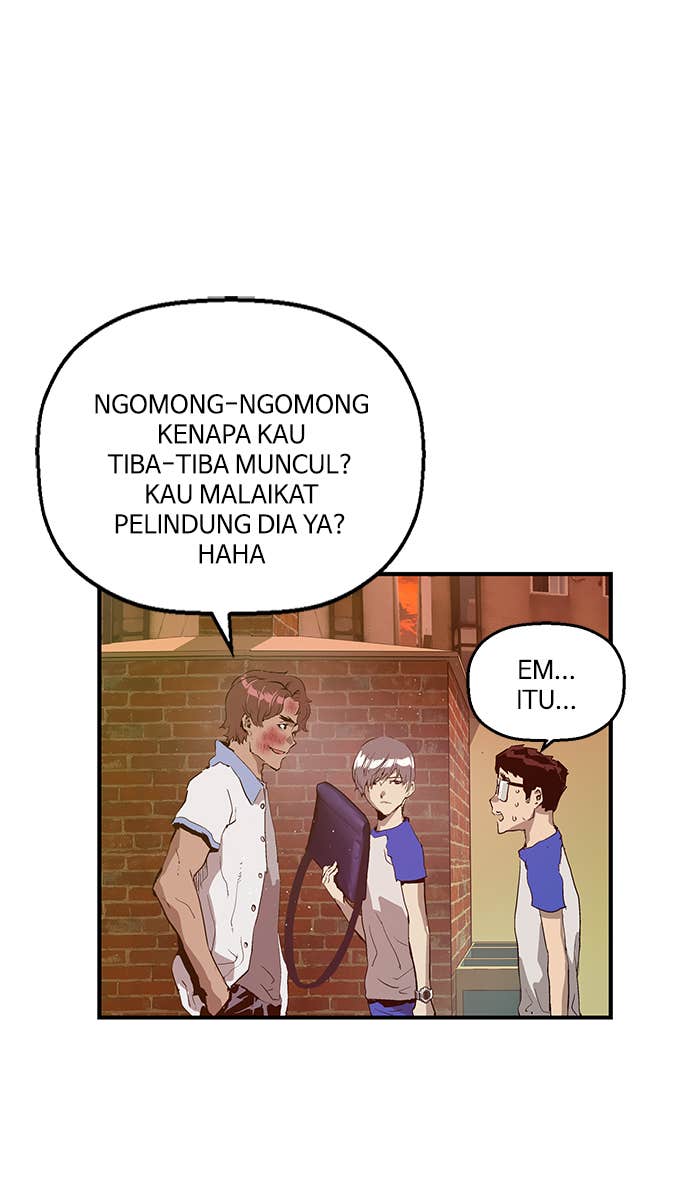 NGOMONG-NGOMONG
KENAPA KAU
TIBA-TIBA MUNCUL?
KAU MALAIKAT
PELINDUNG DIA YA?
HAHA
EM...
ITU...